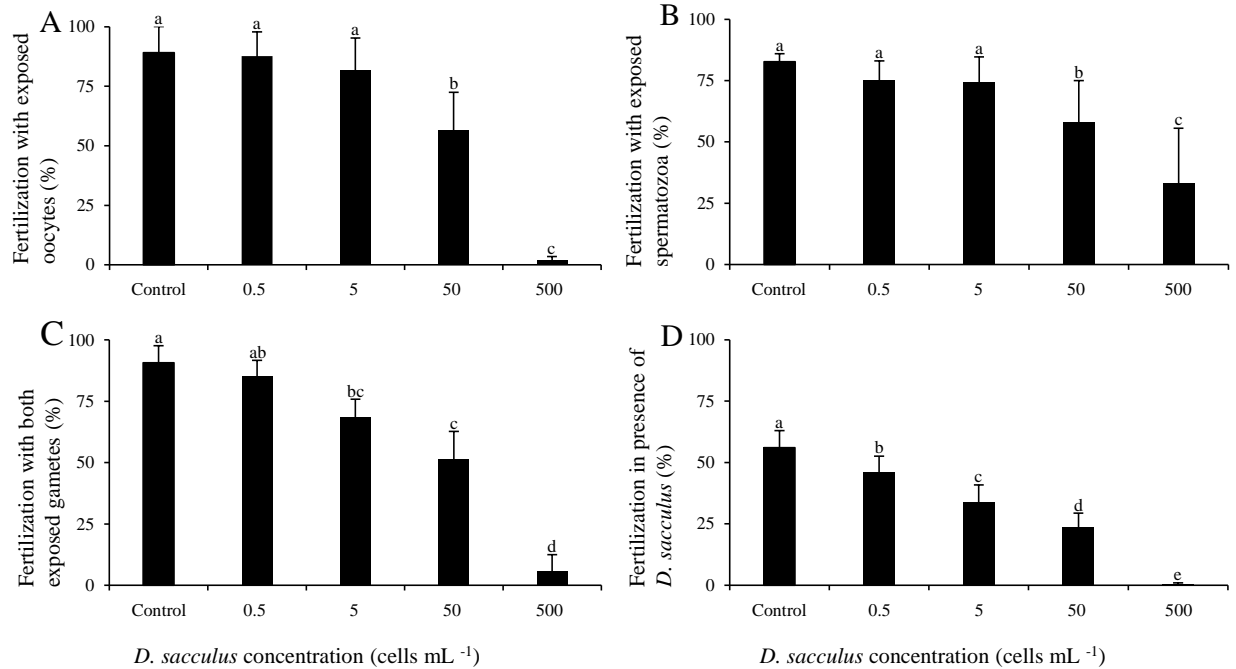 A
Fertilization with exposed
oocytes (%)
100
75
50
25
0
a
a
a
b
c
Control
0.5
5
50
500
B
Fertilization with exposed
spermatozoa (%)
100
75
50
25
0
a
a
a
b
c
Control
0.5
5
50
500
C
Fertilization with both
exposed gametes (%)
100
75
50
25
0
a
ab
bc
c
d
Control
0.5
5
50
500
D. sacculus concentration (cells mL -1)
D
Fertilization in presence of
D. sacculus (%)
100
75
50
25
0
a
b
c
d
e
Control
0.5
5
50
500
D. sacculus concentration (cells mL -1)